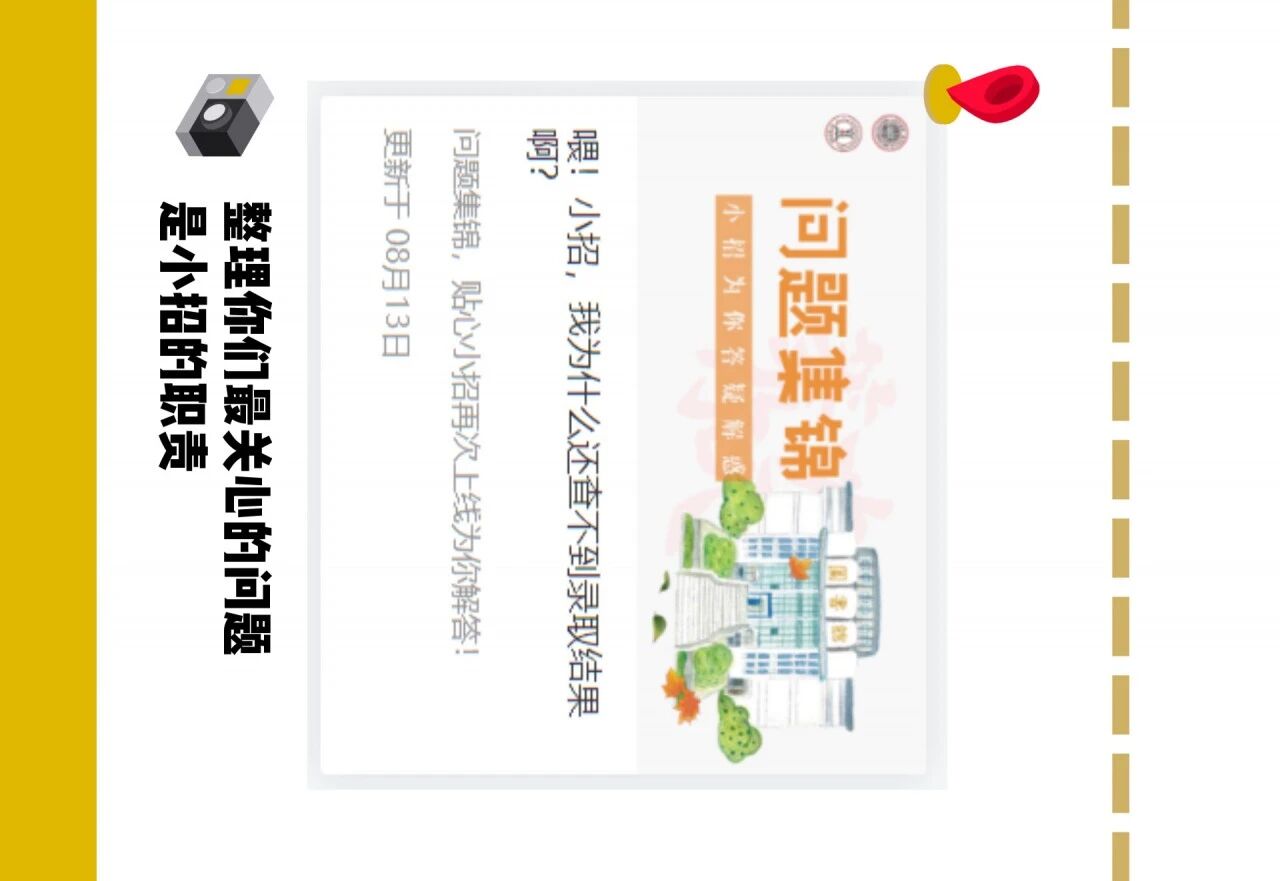 问题集锦
小招为你答疑解惑
图书馆
喂！小招，我为什么还查不到录取结果
啊？
问题集锦，贴心小招再次上线为你解答！
更新于 08月13日
整理你们最关心的问题
是小招的职责